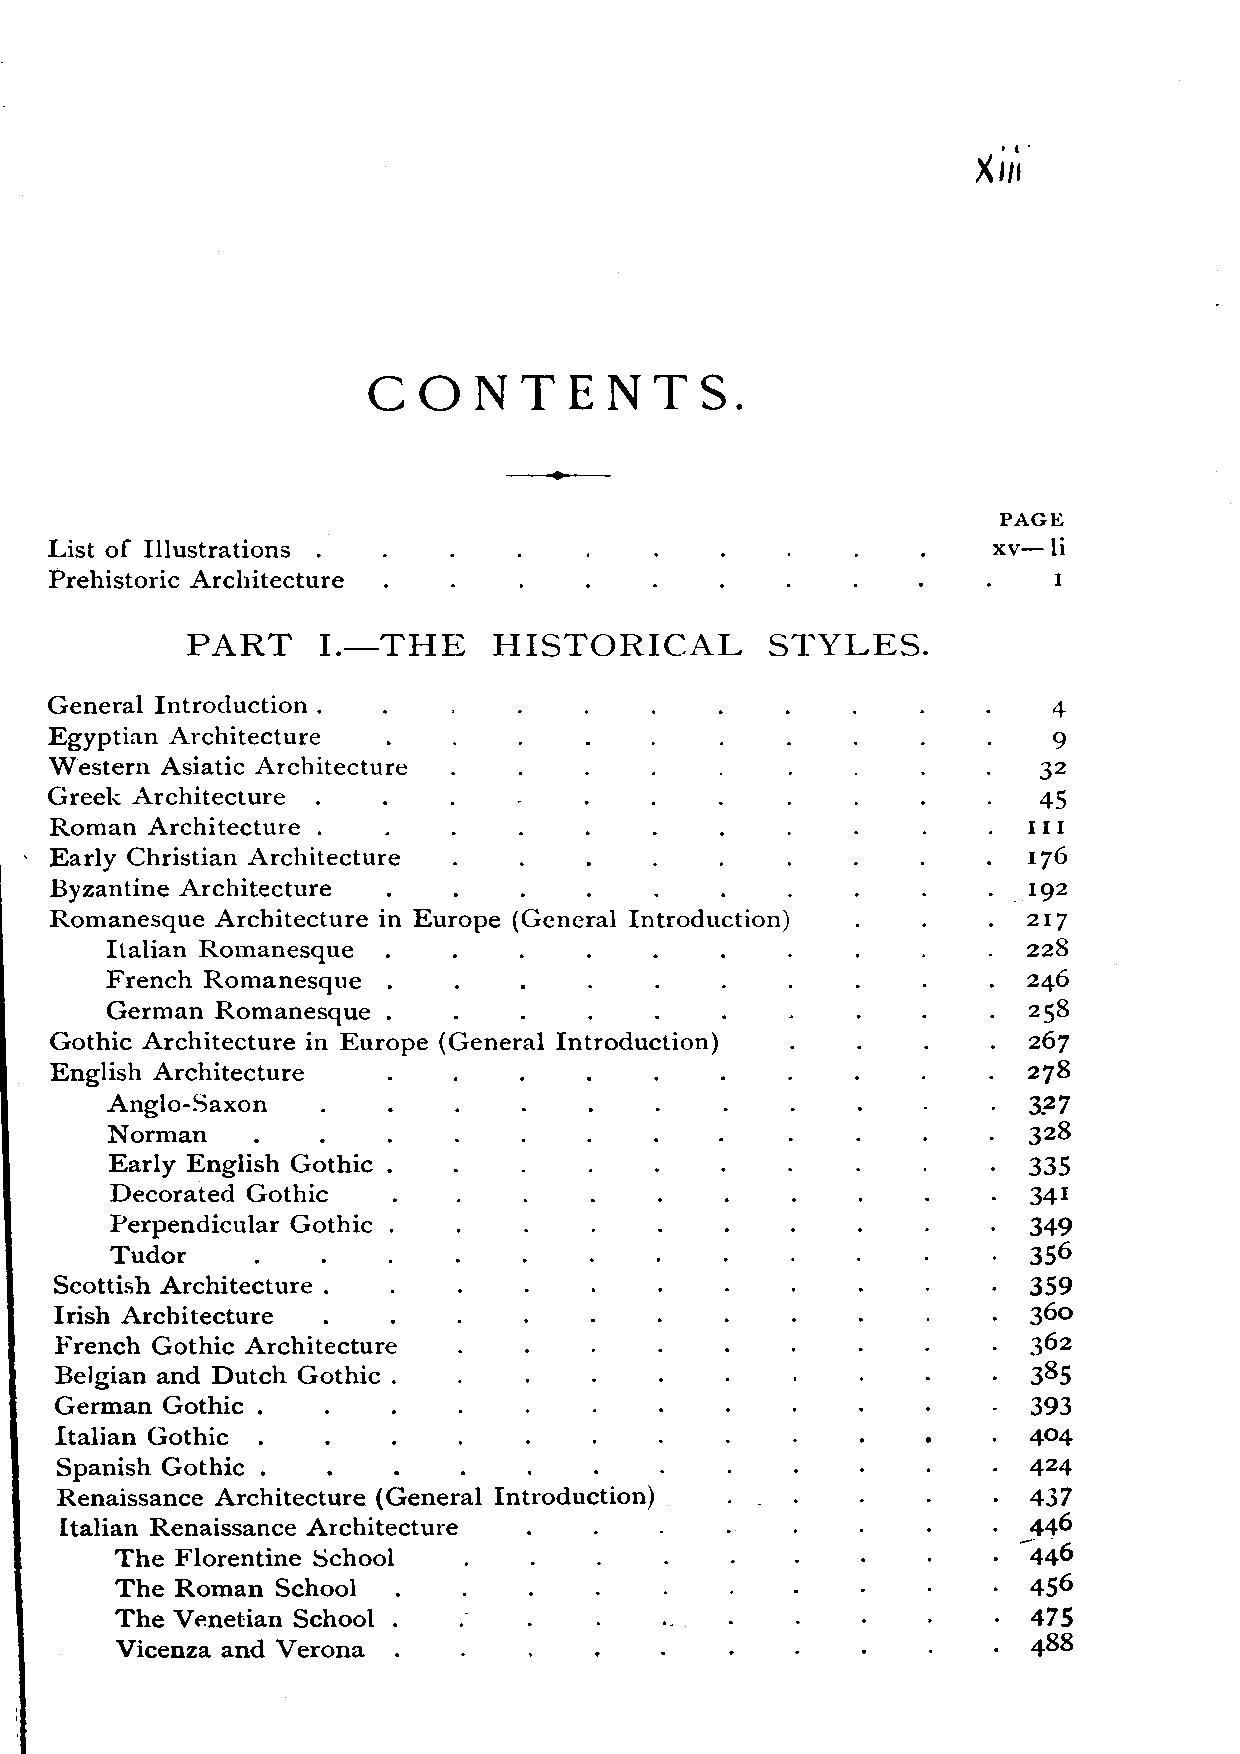 xiii
CONTENTS.
PAGE
List of Illustrations . . . . . . . . . . xv—li
Prehistoric Architecture . . . . . . . . . . 1
PART I.—THE HISTORICAL STYLES.
General Introduction . . . . . . . . . . . 4
Egyptian Architecture . . . . . . . . . . 9
Western Asiatic Architecture . . . . . . . . . 32
Greek Architecture . . . . . . . . . . . 45
Roman Architecture . . . . . . . . . . . 111
Early Christian Architecture . . . . . . . . . 176
Byzantine Architecture . . . . . . . . . . 192
Romanesque Architecture in Europe (General Introduction) . . . 217
Italian Romanesque . . . . . . . . . . 228
French Romanesque . . . . . . . . . . 246
German Romanesque . . . . . . . . . . 258
Gothic Architecture in Europe (General Introduction) . . . . 267
English Architecture . . . . . . . . . . 278
Anglo-Saxon . . . . . . . . . . . 327
Norman . . . . . . . . . . . . 328
Early English Gothic . . . . . . . . . . 335
Decorated Gothic . . . . . . . . . . 341
Perpendicular Gothic . . . . . . . . . . 349
Tudor . . . . . . . . . . . . 356
Scottish Architecture . . . . . . . . . . . 359
Irish Architecture . . . . . . . . . . . 360
French Gothic Architecture . . . . . . . . . 362
Belgian and Dutch Gothic . . . . . . . . . . 385
German Gothic . . . . . . . . . . . . 393
Italian Gothic . . . . . . . . . . . . 404
Spanish Gothic . . . . . . . . . . . . 424
Renaissance Architecture (General Introduction) . . . . . 437
Italian Renaissance Architecture . . . . . . . . 446
The Florentine School . . . . . . . . . 446
The Roman School . . . . . . . . . . 456
The Venetian School . . . . . . . . . . 475
Vicenza and Verona . . . . . . . . . . 488